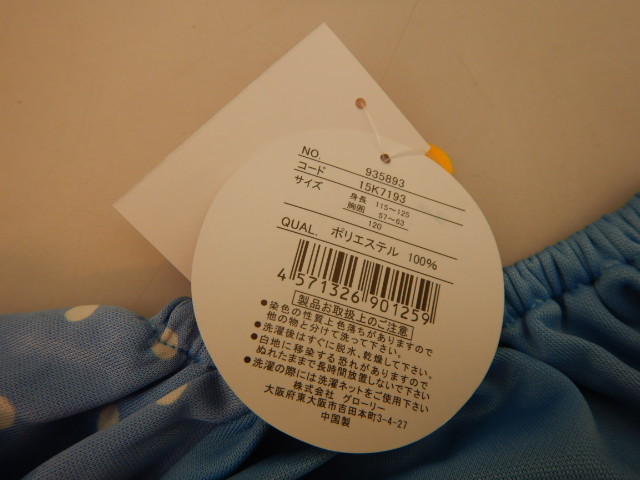 NO. 935893
コード 15K7193
サイズ 身長 115~125
胸囲 57~63
120
QUAL. ポリエステル 100%
4 571326 901259
製品お取扱上のご注意
●染色の性質上色落ちがありますので
他の物と分けて洗って下さい。
●洗濯後はすぐに脱水、乾燥して下さい。
●白地に移染する恐れがありますので
ぬれたままで長時間放置しないで下さい
●洗濯の際には洗濯ネットをご使用下さい
株式会社 グローリー
大阪府東大阪市吉田本町3-4-27
中国製